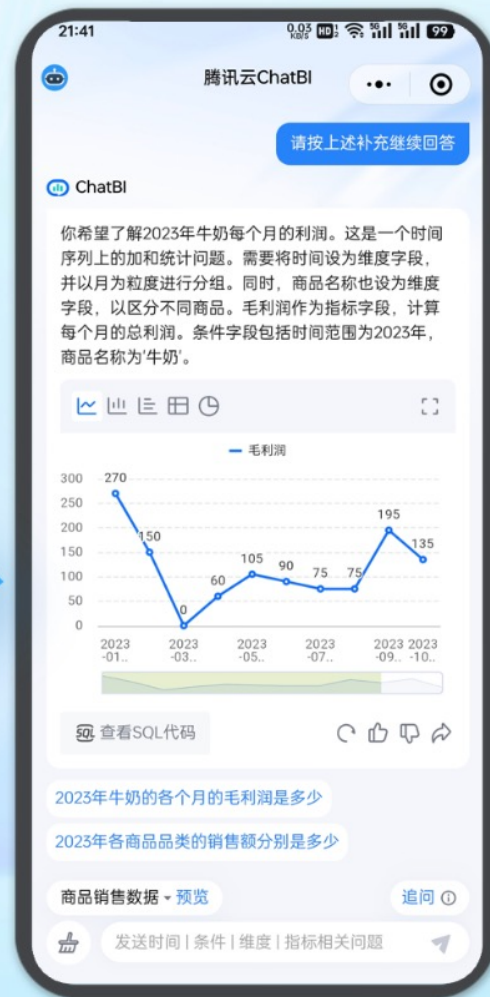 21:41
0.03 KB/S HD 5G 5G 99
腾讯云ChatBI
请按上述补充继续回答
ChatBI
你希望了解2023年牛奶每个月的利润。这是一个时间
序列上的加和统计问题。需要将时间设为维度字段，
并以月为粒度进行分组。同时，商品名称也设为维度
字段，以区分不同商品。毛利润作为指标字段，计算
每个月的总利润。条件字段包括时间范围为2023年，
商品名称为'牛奶'。
毛利润
300
250
200
150
100
50
0
270
150
0
60
105
90
75
75
195
135
2023 2023 2023 2023 2023 2023
-01.. -03.. -05.. -07.. -09.. -10..
SQL 查看SQL代码
2023年牛奶的各个月的毛利润是多少
2023年各商品品类的销售额分别是多少
商品销售数据 预览 追问
发送时间 | 条件 | 维度 | 指标相关问题